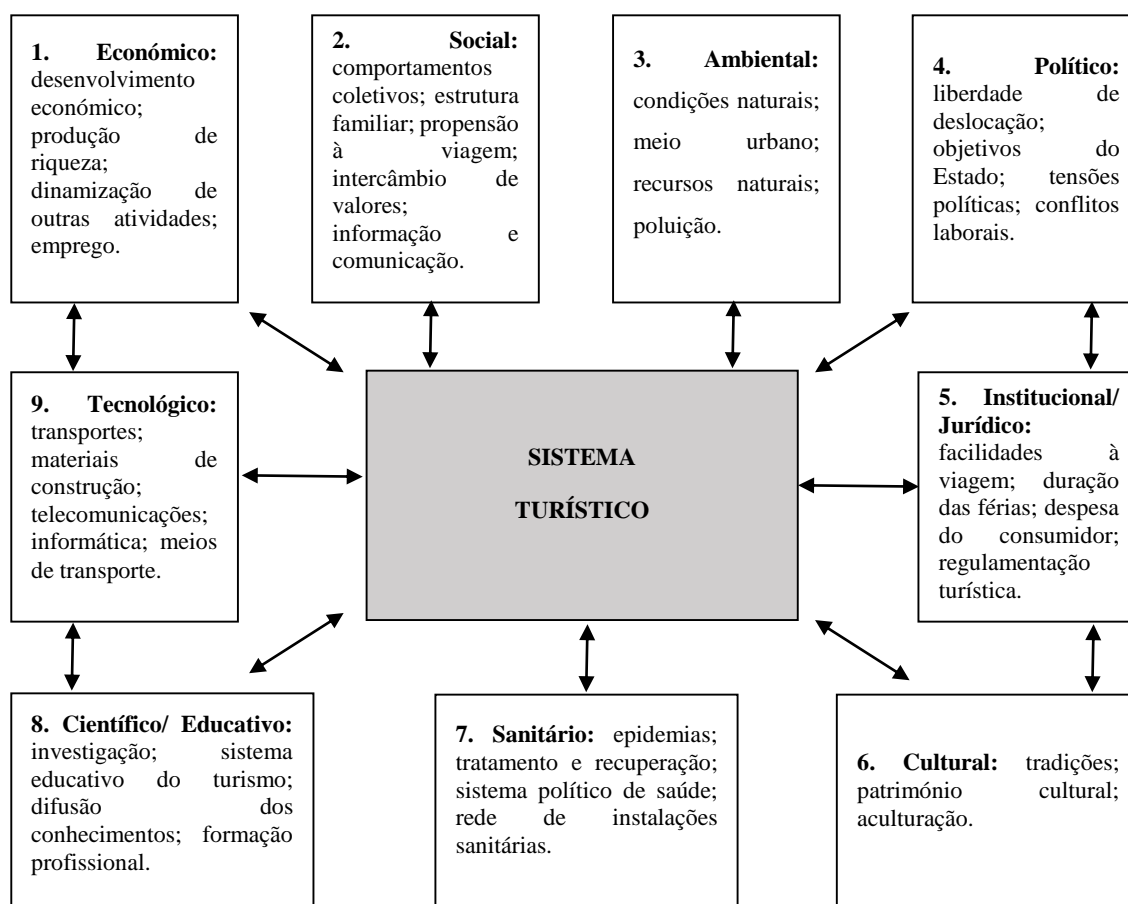 1. Económico:
desenvolvimento
económico;
produção de
riqueza;
dinamização de
outras atividades;
emprego.
2. Social:
comportamentos
coletivos; estrutura
familiar; propensão
à viagem;
intercâmbio de
valores;
informação e
comunicação.
3. Ambiental:
condições naturais;
meio urbano;
recursos naturais;
poluição.
4. Político:
liberdade de
deslocação;
objetivos do
Estado; tensões
políticas; conflitos
laborais.
9. Tecnológico:
transportes;
materiais de
construção;
telecomunicações;
informática; meios
de transporte.
SISTEMA
TURÍSTICO
5. Institucional/
Jurídico:
facilidades à
viagem; duração
das férias; despesa
do consumidor;
regulamentação
turística.
8. Científico/ Educativo:
investigação; sistema
educativo do turismo;
difusão dos
conhecimentos; formação
profissional.
7. Sanitário: epidemias;
tratamento e recuperação;
sistema político de saúde;
rede de instalações
sanitárias.
6. Cultural: tradições;
património cultural;
aculturação.